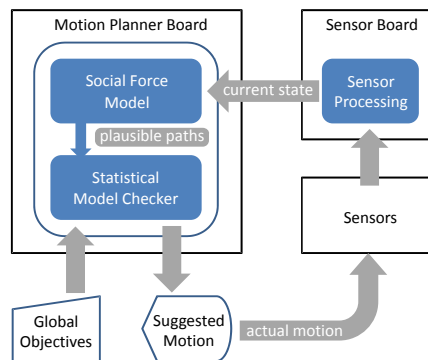 Motion Planner Board
Sensor Board
Social Force
Model
current state
Sensor
Processing
plausible paths
Statistical
Model Checker
Sensors
Global
Objectives
Suggested
Motion
actual motion